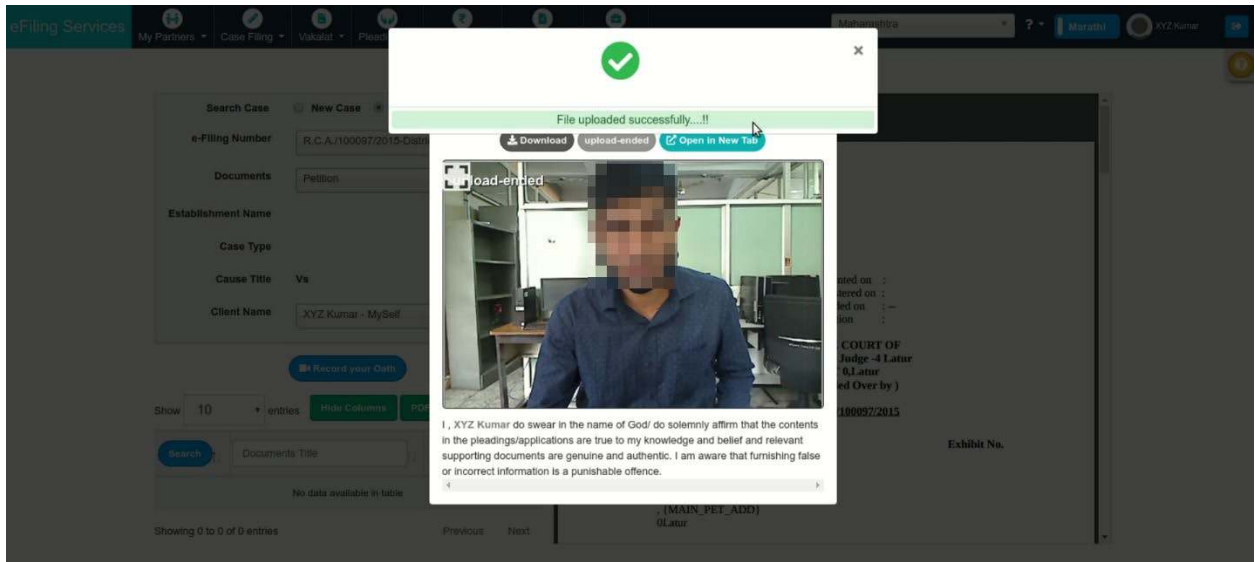 eFiling Services
My Partners
Case Filing
Vakalat
Maharashtra
?
Marathi
XYZ Kumar
File uploaded successfully....!!
Search Case
New Case
Download
upload-ended
Open in New Tab
e-Filing Number
R.C.A./100097/2015-Distri
Documents
Petition
Establishment Name
Case Type
Cause Title
Vs
Client Name
XYZ Kumar - MySelf
Record your Oath
Show 10 entries
Hide Columns
PDF
Search
Documents Title
No data available in table
Showing 0 to 0 of 0 entries
Previous
Next
I , XYZ Kumar do swear in the name of God/ do solemnly affirm that the contents
in the pleadings/applications are true to my knowledge and belief and relevant
supporting documents are genuine and authentic. I am aware that furnishing false
or incorrect information is a punishable offence.
on :
on :
on : --
:
COURT OF
Judge -4 Latur
0,Latur
Over by )
/100097/2015
Exhibit No.
, {MAIN_PET_ADD}
0Latur